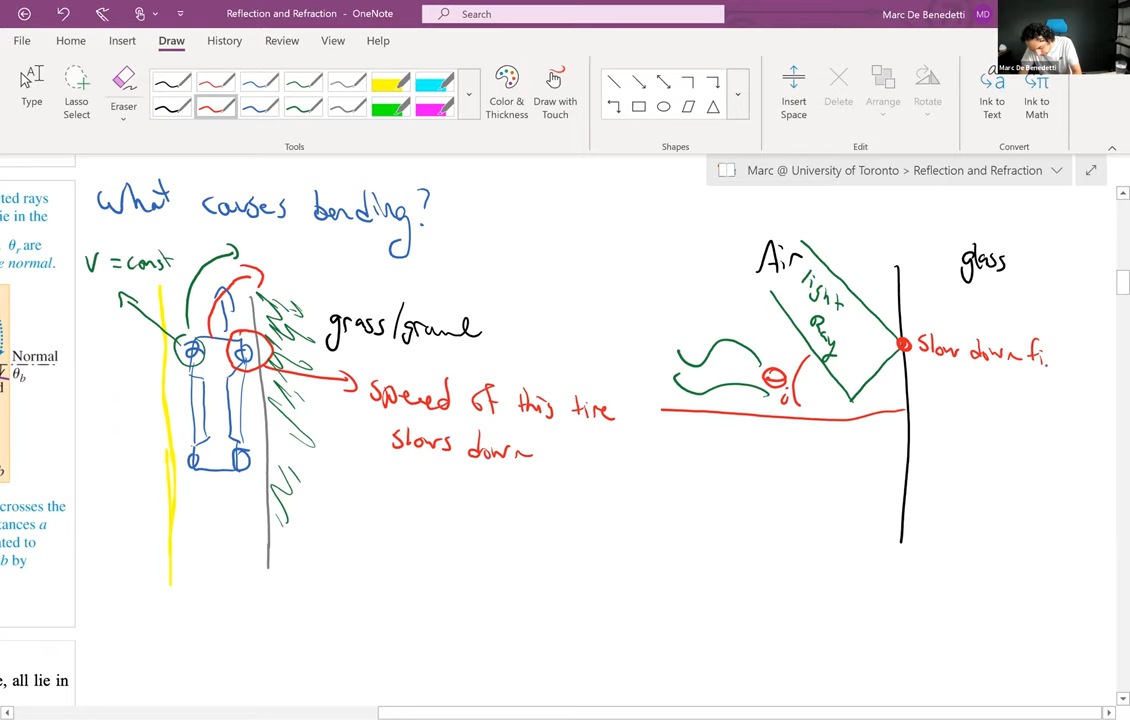 Reflection and Refraction - OneNote
Search
Marc De Benedetti
MD
Marc De Benedetti
File
Home
Insert
Draw
History
Review
View
Help
Type
Lasso Select
Eraser
Color & Thickness
Draw with Touch
Insert Space
Delete
Arrange
Rotate
Ink to Text
Ink to Math
Tools
Shapes
Edit
Convert
Marc @ University of Toronto > Reflection and Refraction
ted rays
ie in the
θr are
e normal.
Normal
θb
crosses the
tances a
ated to
b by
e, all lie in
What causes bending?
V = const
grass/gravel
speed of this tire
slows down
Air
glass
light
Ray
Slow down fi
θi